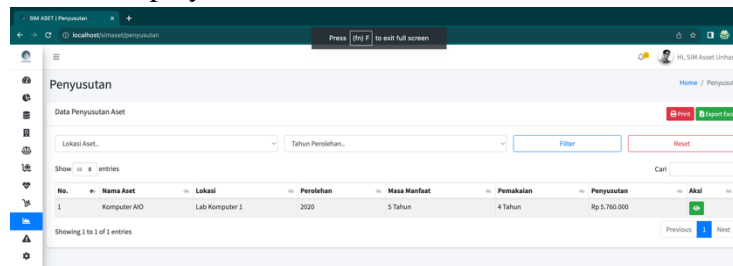 SIM ASET | Penyusutan
localhost/simaset/penyusutan
Press (fn) F to exit full screen
Hi, SIM Asset Unhan
Penyusutan
Home / Penyusut
Data Penyusutan Aset
Print Export Exc
Lokasi Aset.. Tahun Perolehan.. Filter Reset
Show 10 entries Cari
No. Nama Aset Lokasi Perolehan Masa Manfaat Pemakaian Penyusutan Aksi
1 Komputer AIO Lab Komputer 1 2020 5 Tahun 4 Tahun Rp 5.760.000
Showing 1 to 1 of 1 entries
Previous 1 Next